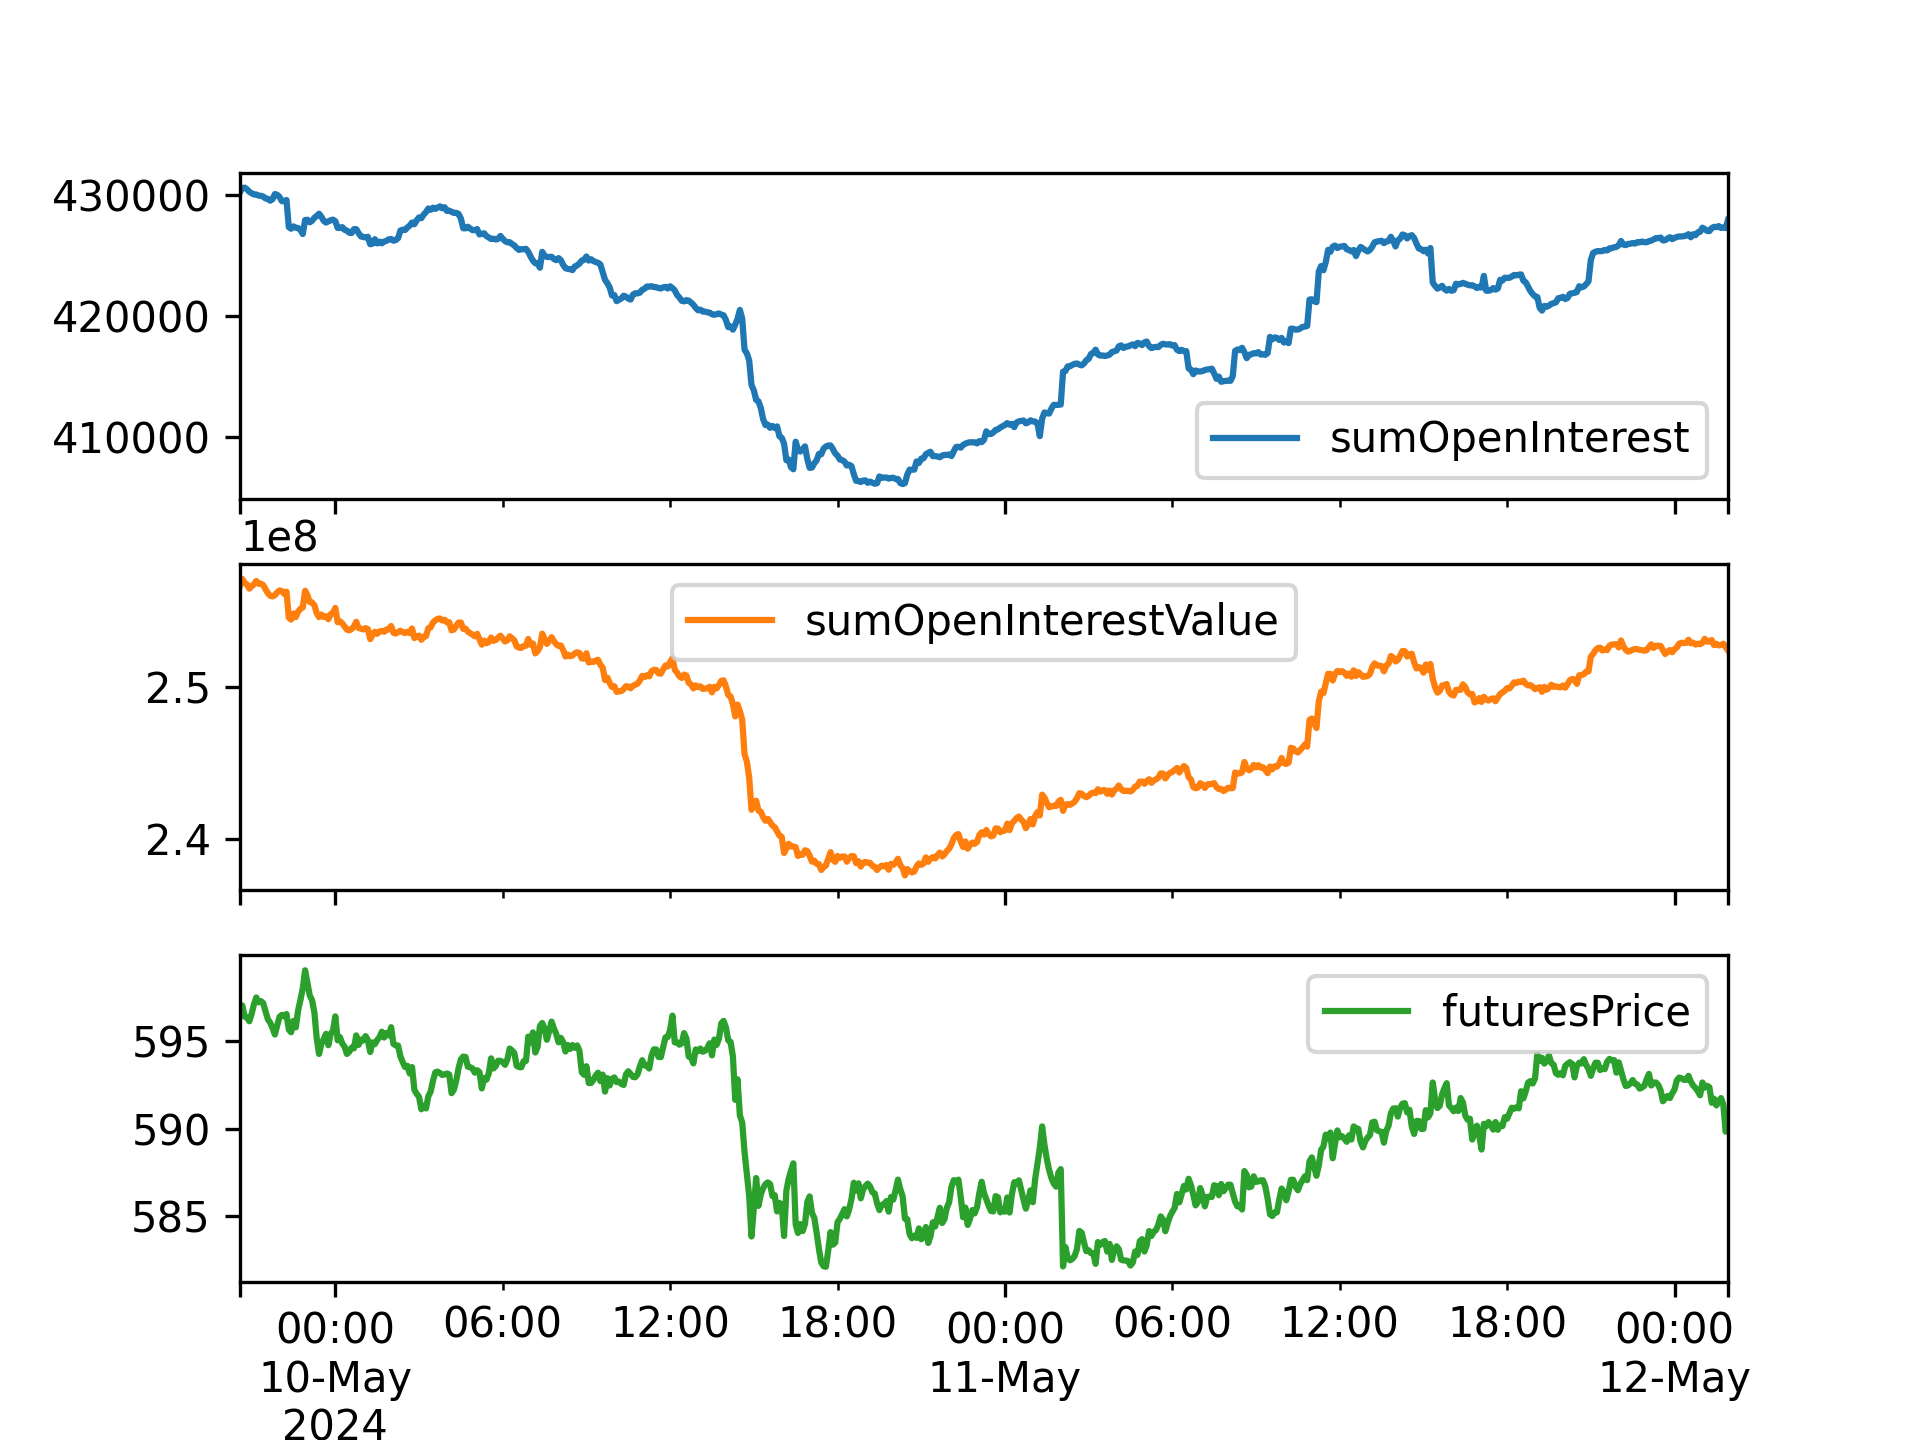 430000
420000
410000
sumOpenInterest
1e8
2.5
2.4
sumOpenInterestValue
595
590
585
futuresPrice
00:00 06:00 12:00 18:00 00:00 06:00 12:00 18:00 00:00
10-May 11-May 12-May
2024